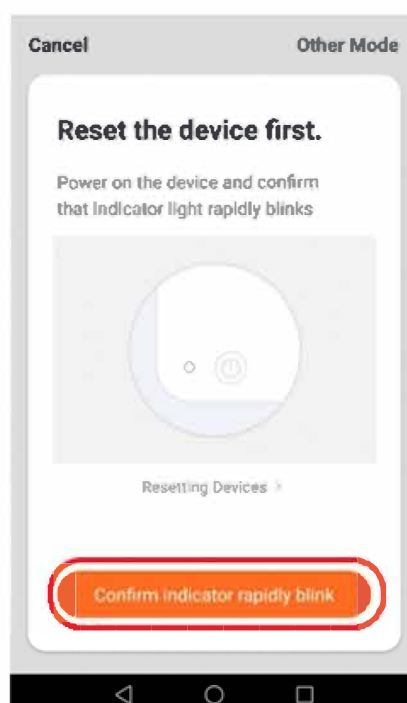 Cancel
Other Mode
Reset the device first.
Power on the device and confirm
that indicator light rapidly blinks
Resetting Devices >
Confirm indicator rapidly blink